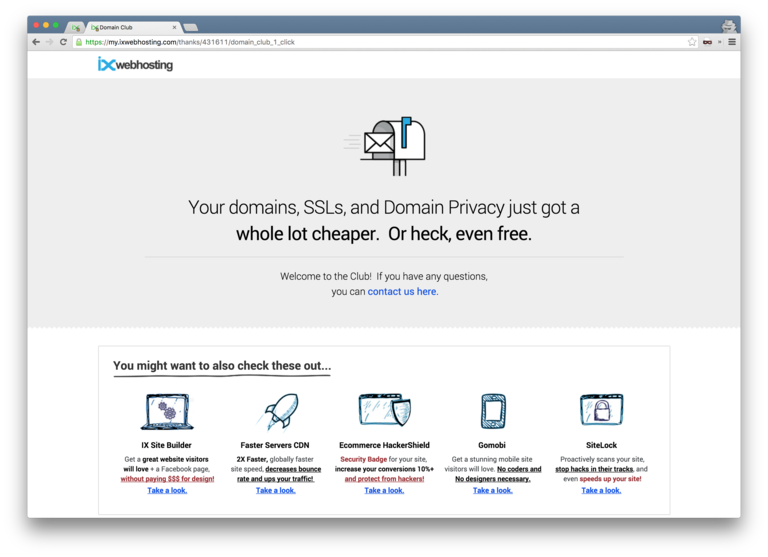 Domain Club
https://my.ixwebhosting.com/thanks/431611/domain_club_1_click
ixwebhosting
Your domains, SSLs, and Domain Privacy just got a
whole lot cheaper. Or heck, even free.
Welcome to the Club! If you have any questions,
you can contact us here.
You might want to also check these out...
IX Site Builder
Get a great website visitors
will love + a Facebook page,
without paying $$$ for design!
Take a look.
Faster Servers CDN
2X Faster, globally faster
site speed, decreases bounce
rate and ups your traffic!
Take a look.
Ecommerce HackerShield
Security Badge for your site,
increase your conversions 10%+
and protect from hackers!
Take a look.
Gomobi
Get a stunning mobile site
visitors will love. No coders and
No designers necessary.
Take a look.
SiteLock
Proactively scans your site,
stop hacks in their tracks, and
even speeds up your site!
Take a look.